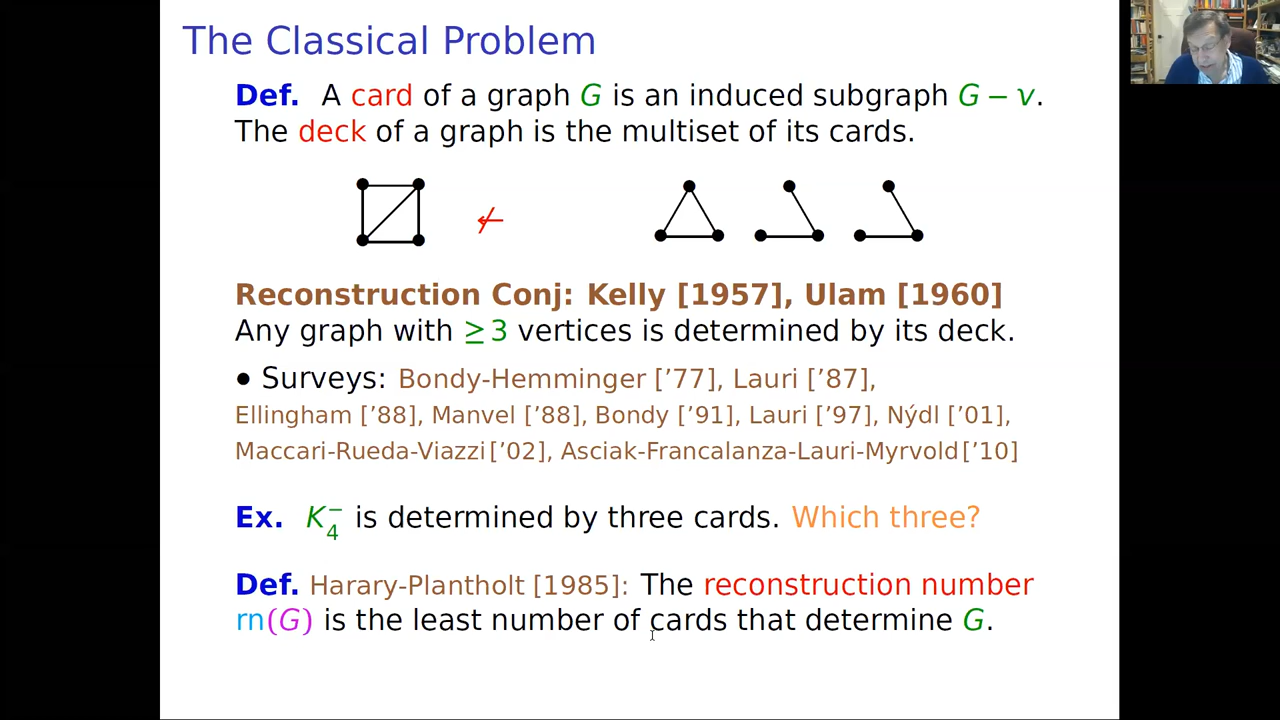 The Classical Problem
Def. A card of a graph G is an induced subgraph G − v.
The deck of a graph is the multiset of its cards.
Reconstruction Conj: Kelly [1957], Ulam [1960]
Any graph with ≥ 3 vertices is determined by its deck.
• Surveys: Bondy-Hemminger [’77], Lauri [’87],
Ellingham [’88], Manvel [’88], Bondy [’91], Lauri [’97], Nýdl [’01],
Maccari-Rueda-Viazzi [’02], Asciak-Francalanza-Lauri-Myrvold [’10]
Ex. K₄⁻ is determined by three cards. Which three?
Def. Harary-Plantholt [1985]: The reconstruction number
rn(G) is the least number of cards that determine G.